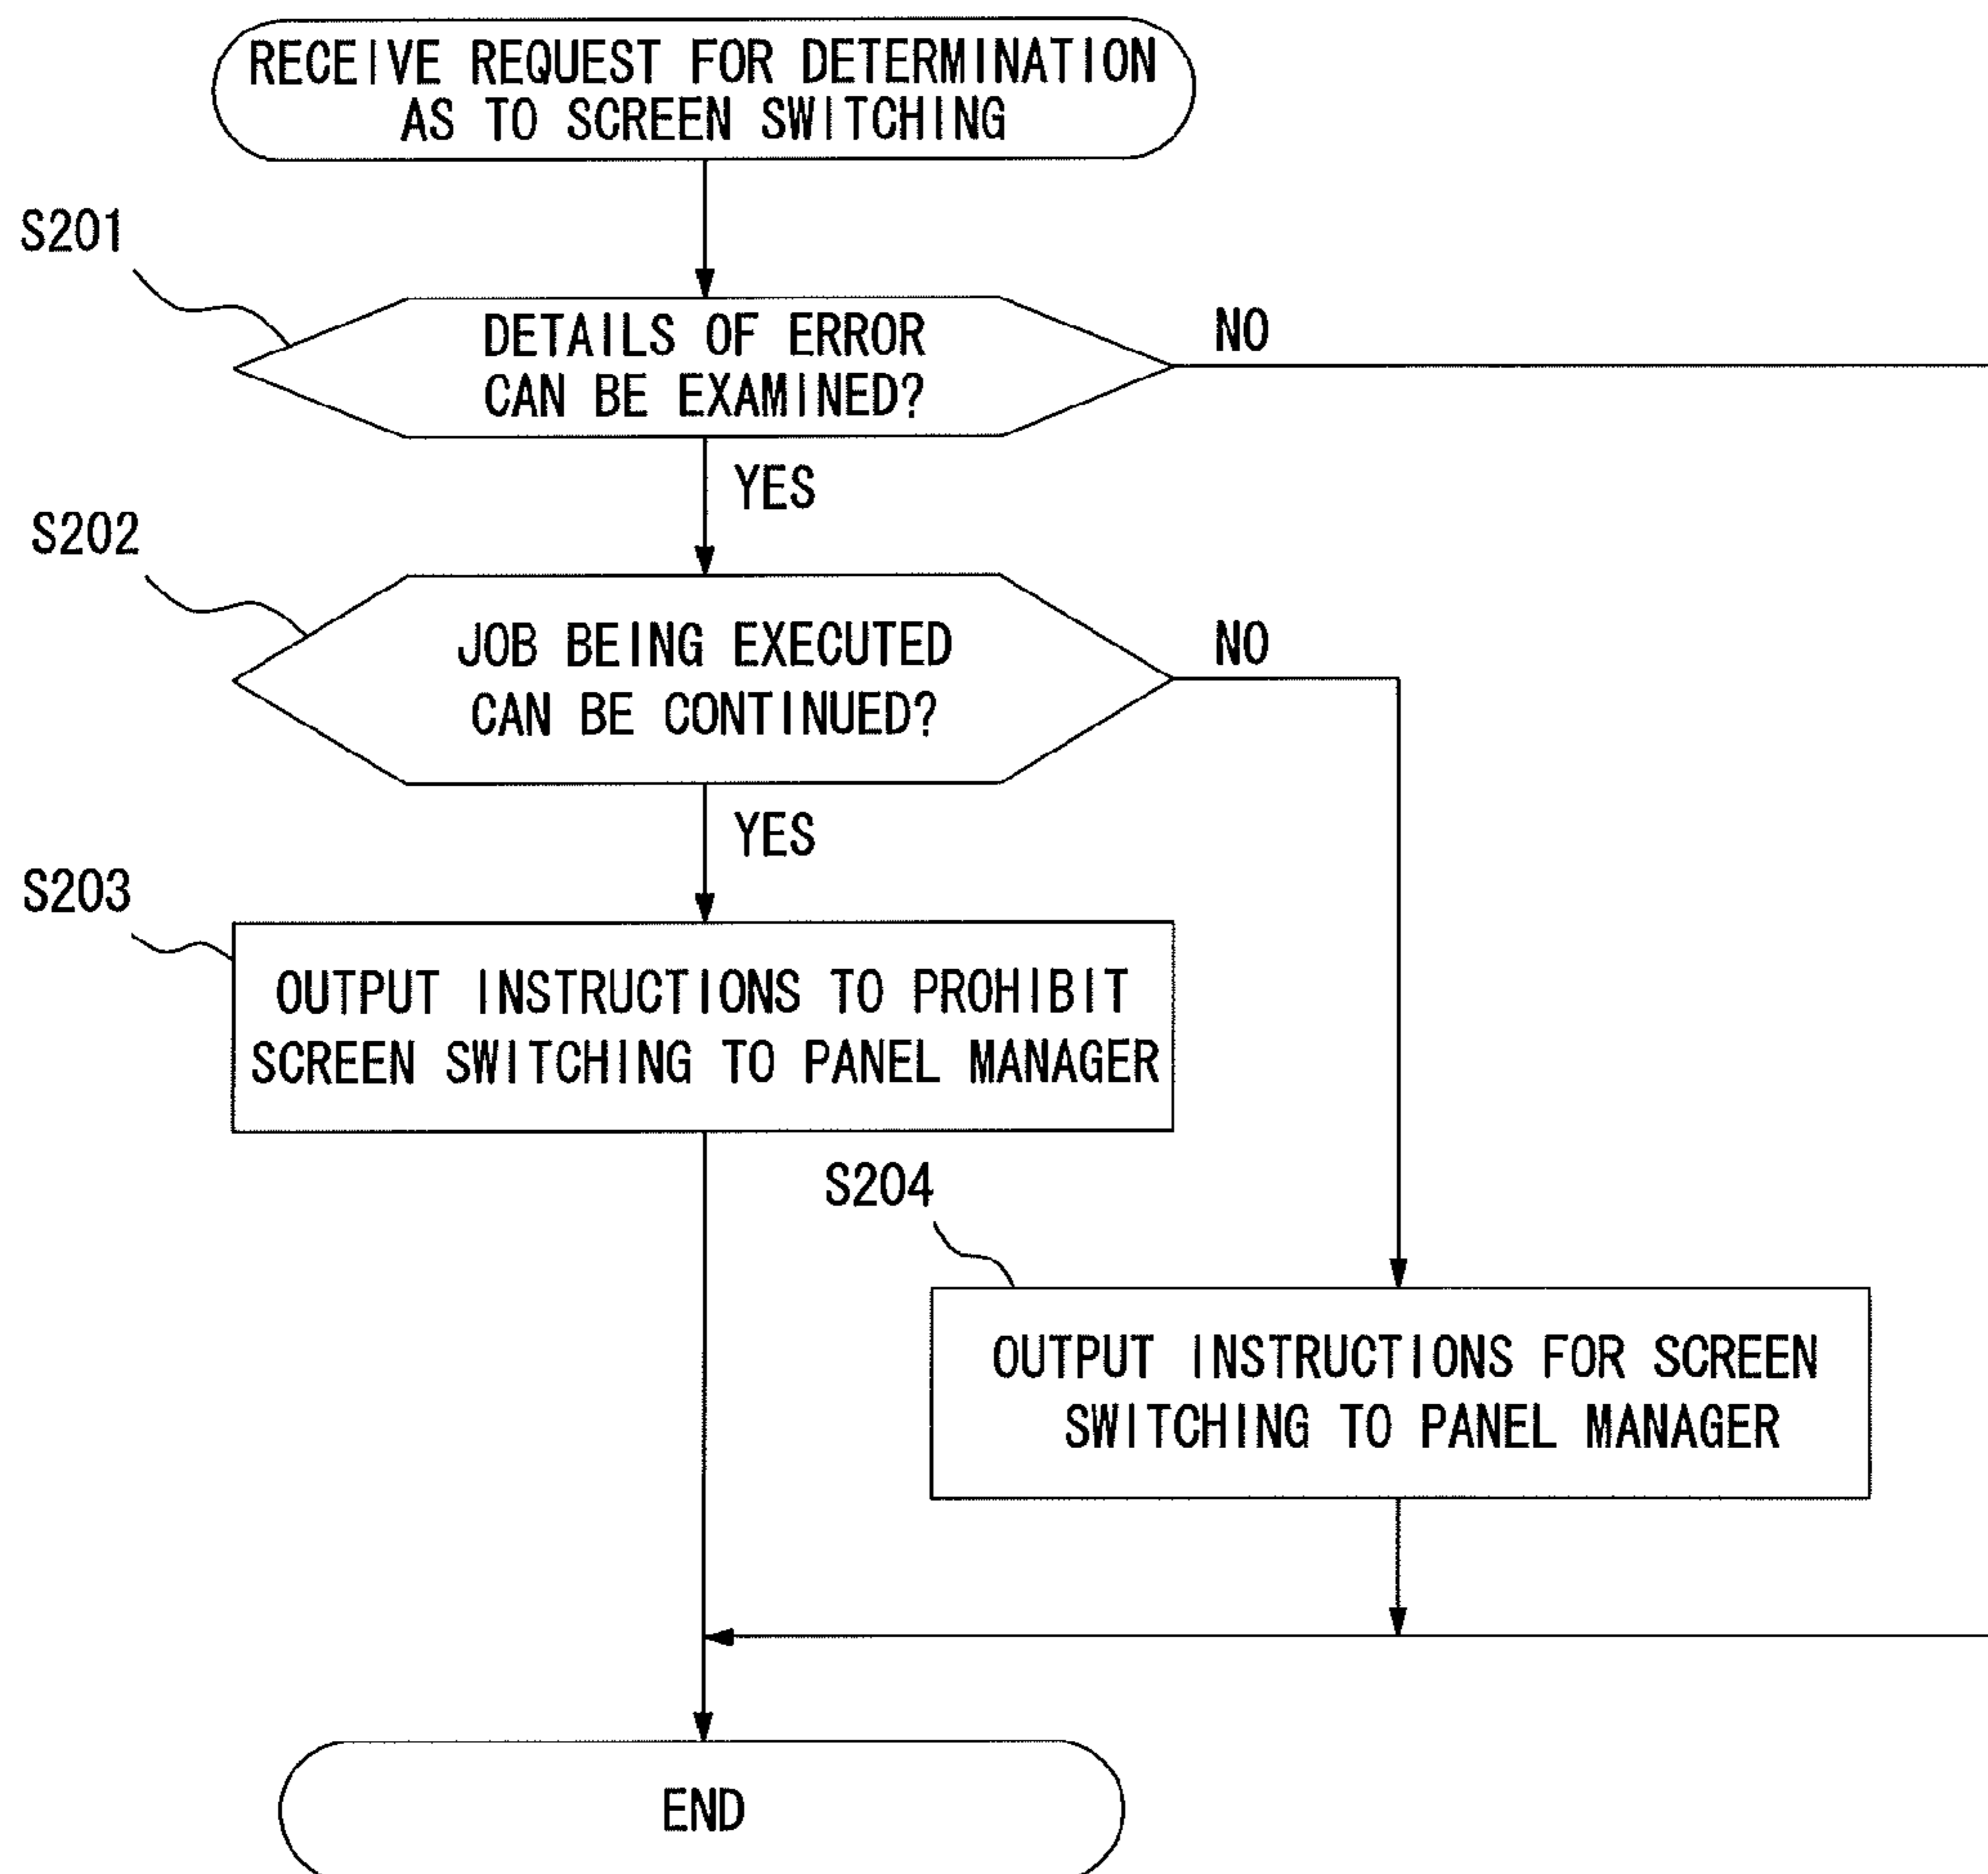 RECEIVE REQUEST FOR DETERMINATION
AS TO SCREEN SWITCHING
S201
DETAILS OF ERROR
CAN BE EXAMINED?
NO
YES
S202
JOB BEING EXECUTED
CAN BE CONTINUED?
NO
YES
S203
OUTPUT INSTRUCTIONS TO PROHIBIT
SCREEN SWITCHING TO PANEL MANAGER
S204
OUTPUT INSTRUCTIONS FOR SCREEN
SWITCHING TO PANEL MANAGER
END